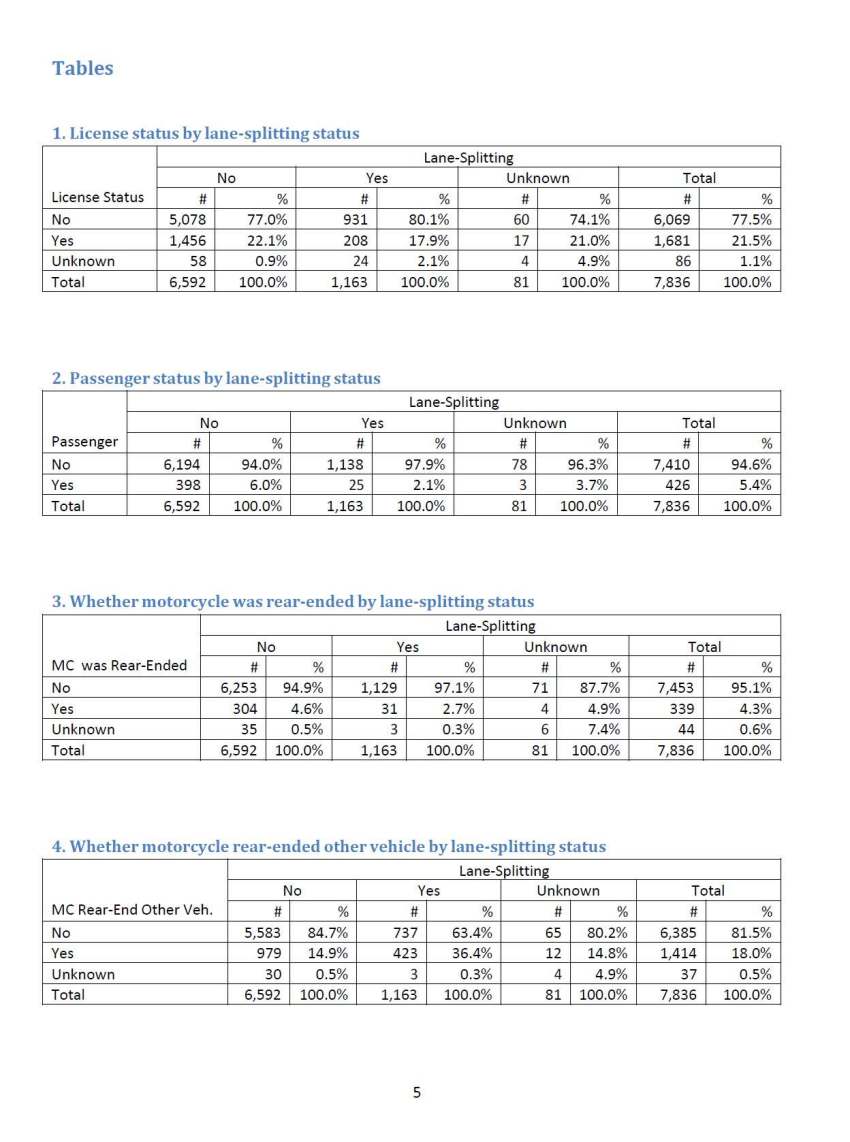 Tables
1. License status by lane-splitting status
Lane-Splitting
No Yes Unknown Total
License Status # % # % # % # %
No 5,078 77.0% 931 80.1% 60 74.1% 6,069 77.5%
Yes 1,456 22.1% 208 17.9% 17 21.0% 1,681 21.5%
Unknown 58 0.9% 24 2.1% 4 4.9% 86 1.1%
Total 6,592 100.0% 1,163 100.0% 81 100.0% 7,836 100.0%
2. Passenger status by lane-splitting status
Lane-Splitting
No Yes Unknown Total
Passenger # % # % # % # %
No 6,194 94.0% 1,138 97.9% 78 96.3% 7,410 94.6%
Yes 398 6.0% 25 2.1% 3 3.7% 426 5.4%
Total 6,592 100.0% 1,163 100.0% 81 100.0% 7,836 100.0%
3. Whether motorcycle was rear-ended by lane-splitting status
Lane-Splitting
No Yes Unknown Total
MC was Rear-Ended # % # % # % # %
No 6,253 94.9% 1,129 97.1% 71 87.7% 7,453 95.1%
Yes 304 4.6% 31 2.7% 4 4.9% 339 4.3%
Unknown 35 0.5% 3 0.3% 6 7.4% 44 0.6%
Total 6,592 100.0% 1,163 100.0% 81 100.0% 7,836 100.0%
4. Whether motorcycle rear-ended other vehicle by lane-splitting status
Lane-Splitting
No Yes Unknown Total
MC Rear-End Other Veh. # % # % # % # %
No 5,583 84.7% 737 63.4% 65 80.2% 6,385 81.5%
Yes 979 14.9% 423 36.4% 12 14.8% 1,414 18.0%
Unknown 30 0.5% 3 0.3% 4 4.9% 37 0.5%
Total 6,592 100.0% 1,163 100.0% 81 100.0% 7,836 100.0%
5